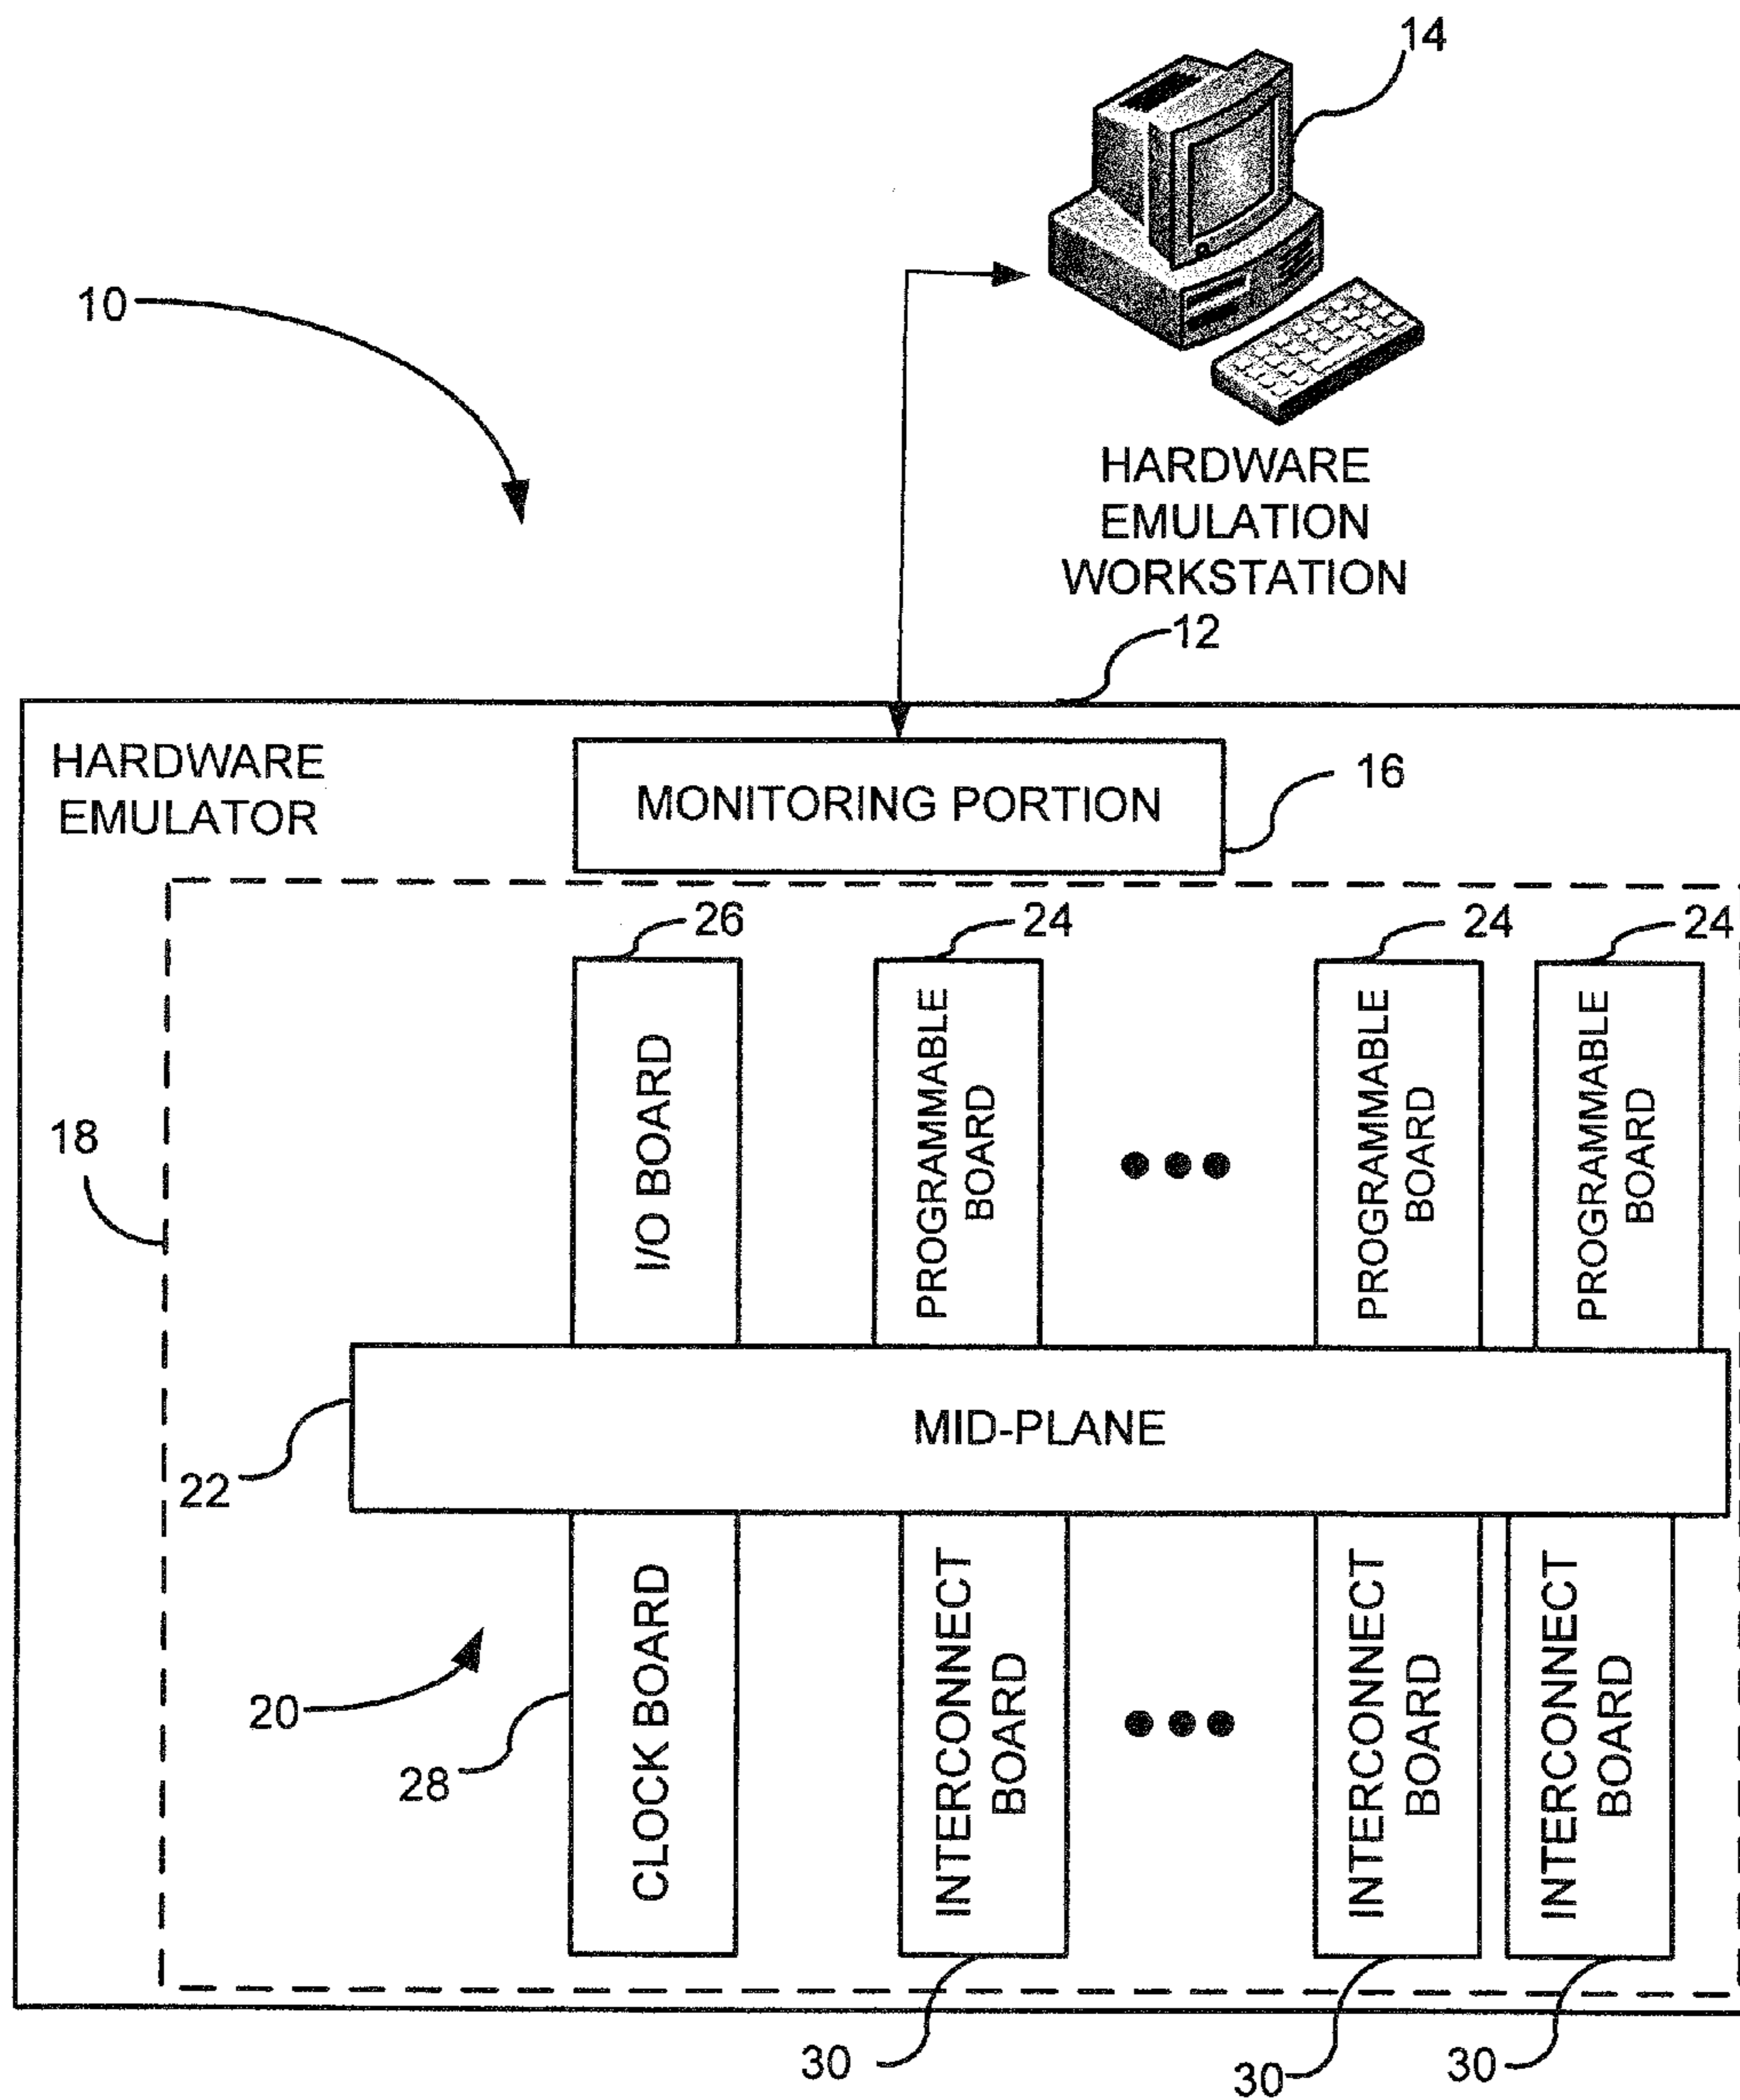 14
10
HARDWARE
EMULATION
WORKSTATION
12
HARDWARE
EMULATOR
MONITORING PORTION
16
26
24
24
24
I/O BOARD
PROGRAMMABLE
BOARD
PROGRAMMABLE
BOARD
PROGRAMMABLE
BOARD
18
MID-PLANE
22
CLOCK BOARD
INTERCONNECT
BOARD
INTERCONNECT
BOARD
INTERCONNECT
BOARD
20
28
30
30
30